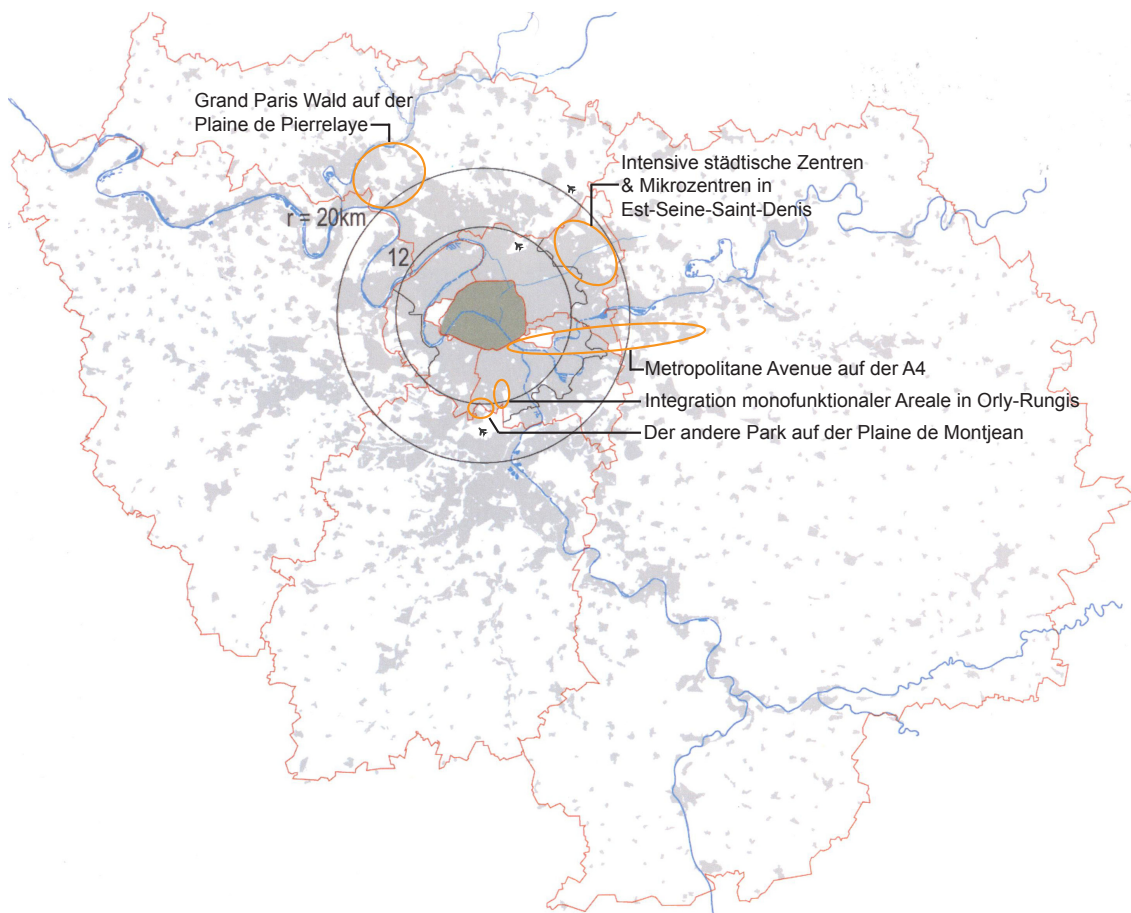 Grand Paris Wald auf der
Plaine de Pierrelaye
Intensive städtische Zentren
& Mikrozentren in
Est-Seine-Saint-Denis
r = 20km
12
Metropolitane Avenue auf der A4
Integration monofunktionaler Areale in Orly-Rungis
Der andere Park auf der Plaine de Montjean